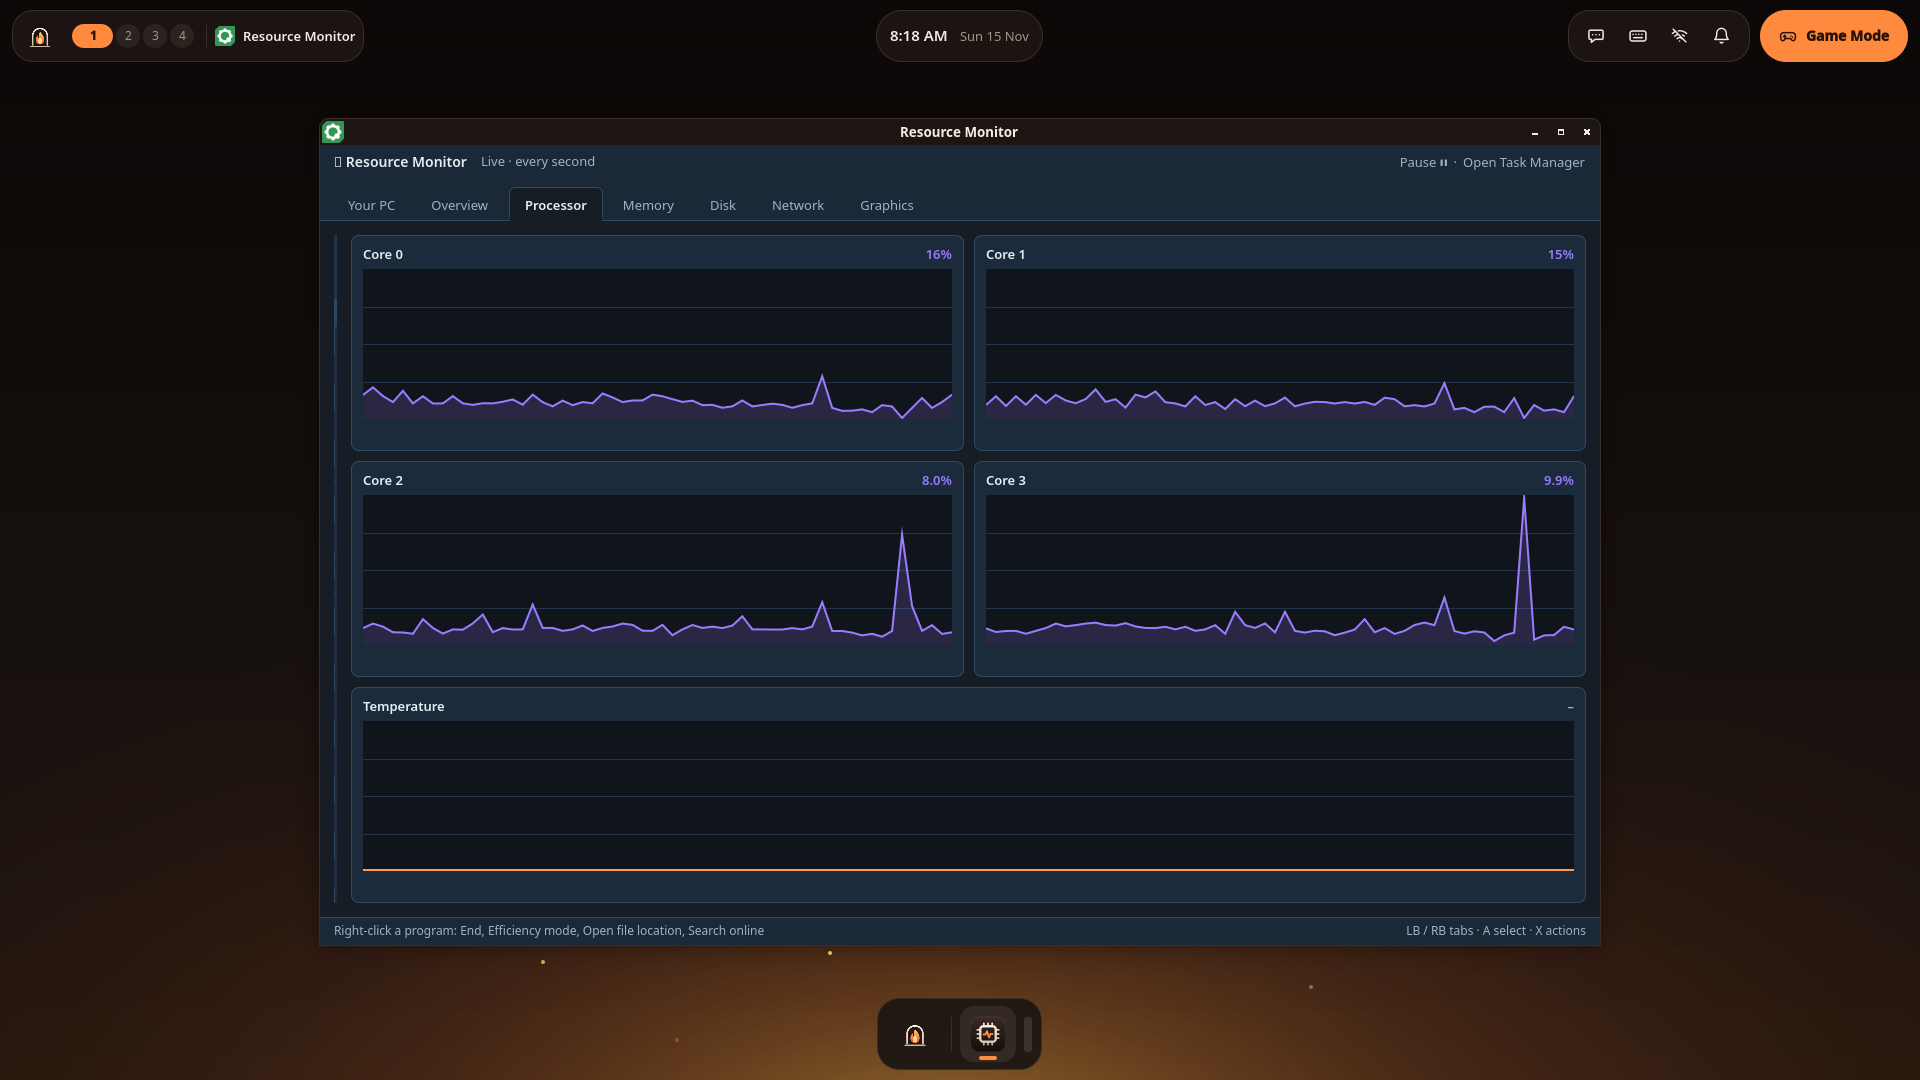 1 2 3 4 Resource Monitor
8:18 AM Sun 15 Nov
Game Mode
Resource Monitor
Resource Monitor Live · every second
Pause · Open Task Manager
Your PC Overview Processor Memory Disk Network Graphics
Core 0 16%
Core 1 15%
Core 2 8.0%
Core 3 9.9%
Temperature –
Right-click a program: End, Efficiency mode, Open file location, Search online
LB / RB tabs · A select · X actions